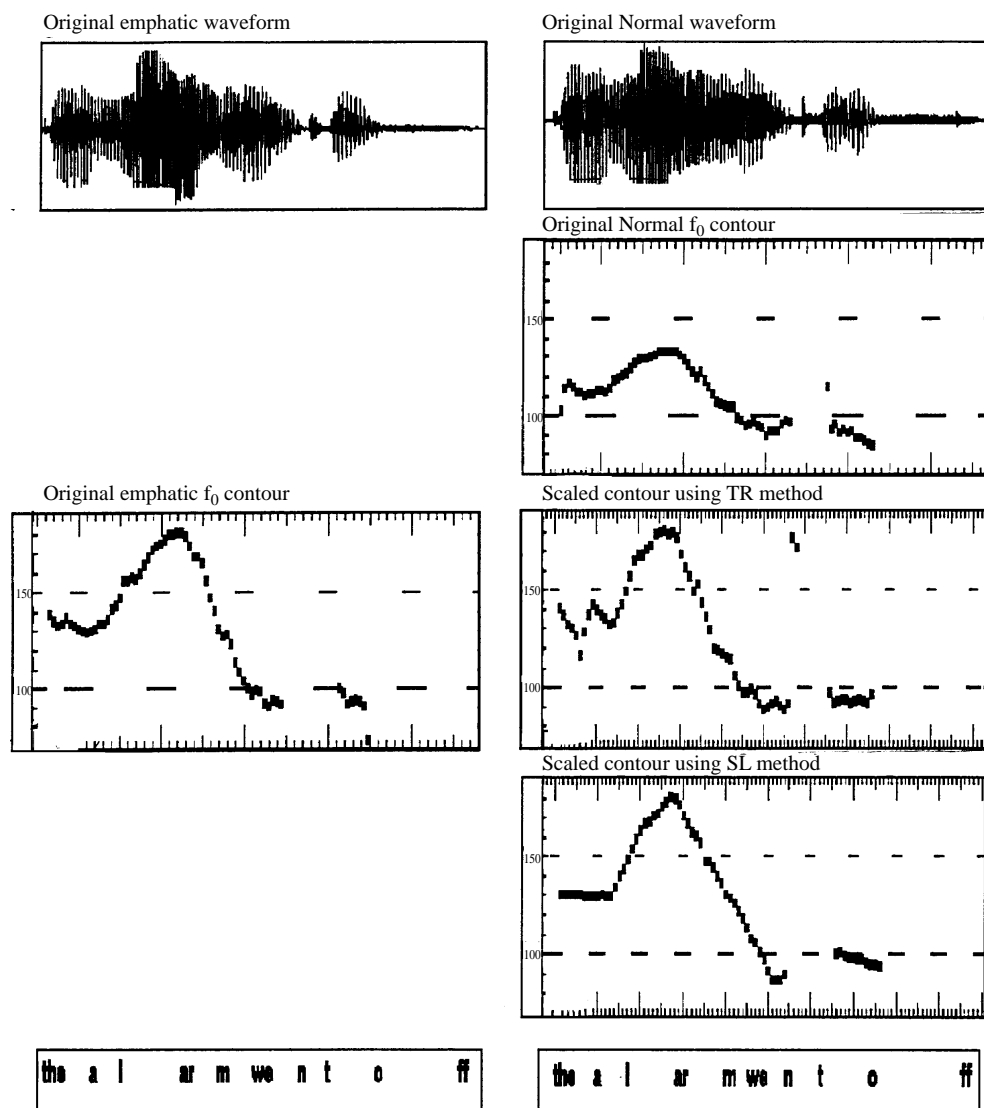 Original emphatic waveform
Original Normal waveform
Original Normal f0 contour
150
100
Original emphatic f0 contour
150
100
Scaled contour using TR method
150
100
Scaled contour using SL method
150
100
the a l ar m we n t o ff
the a l ar m we n t o ff